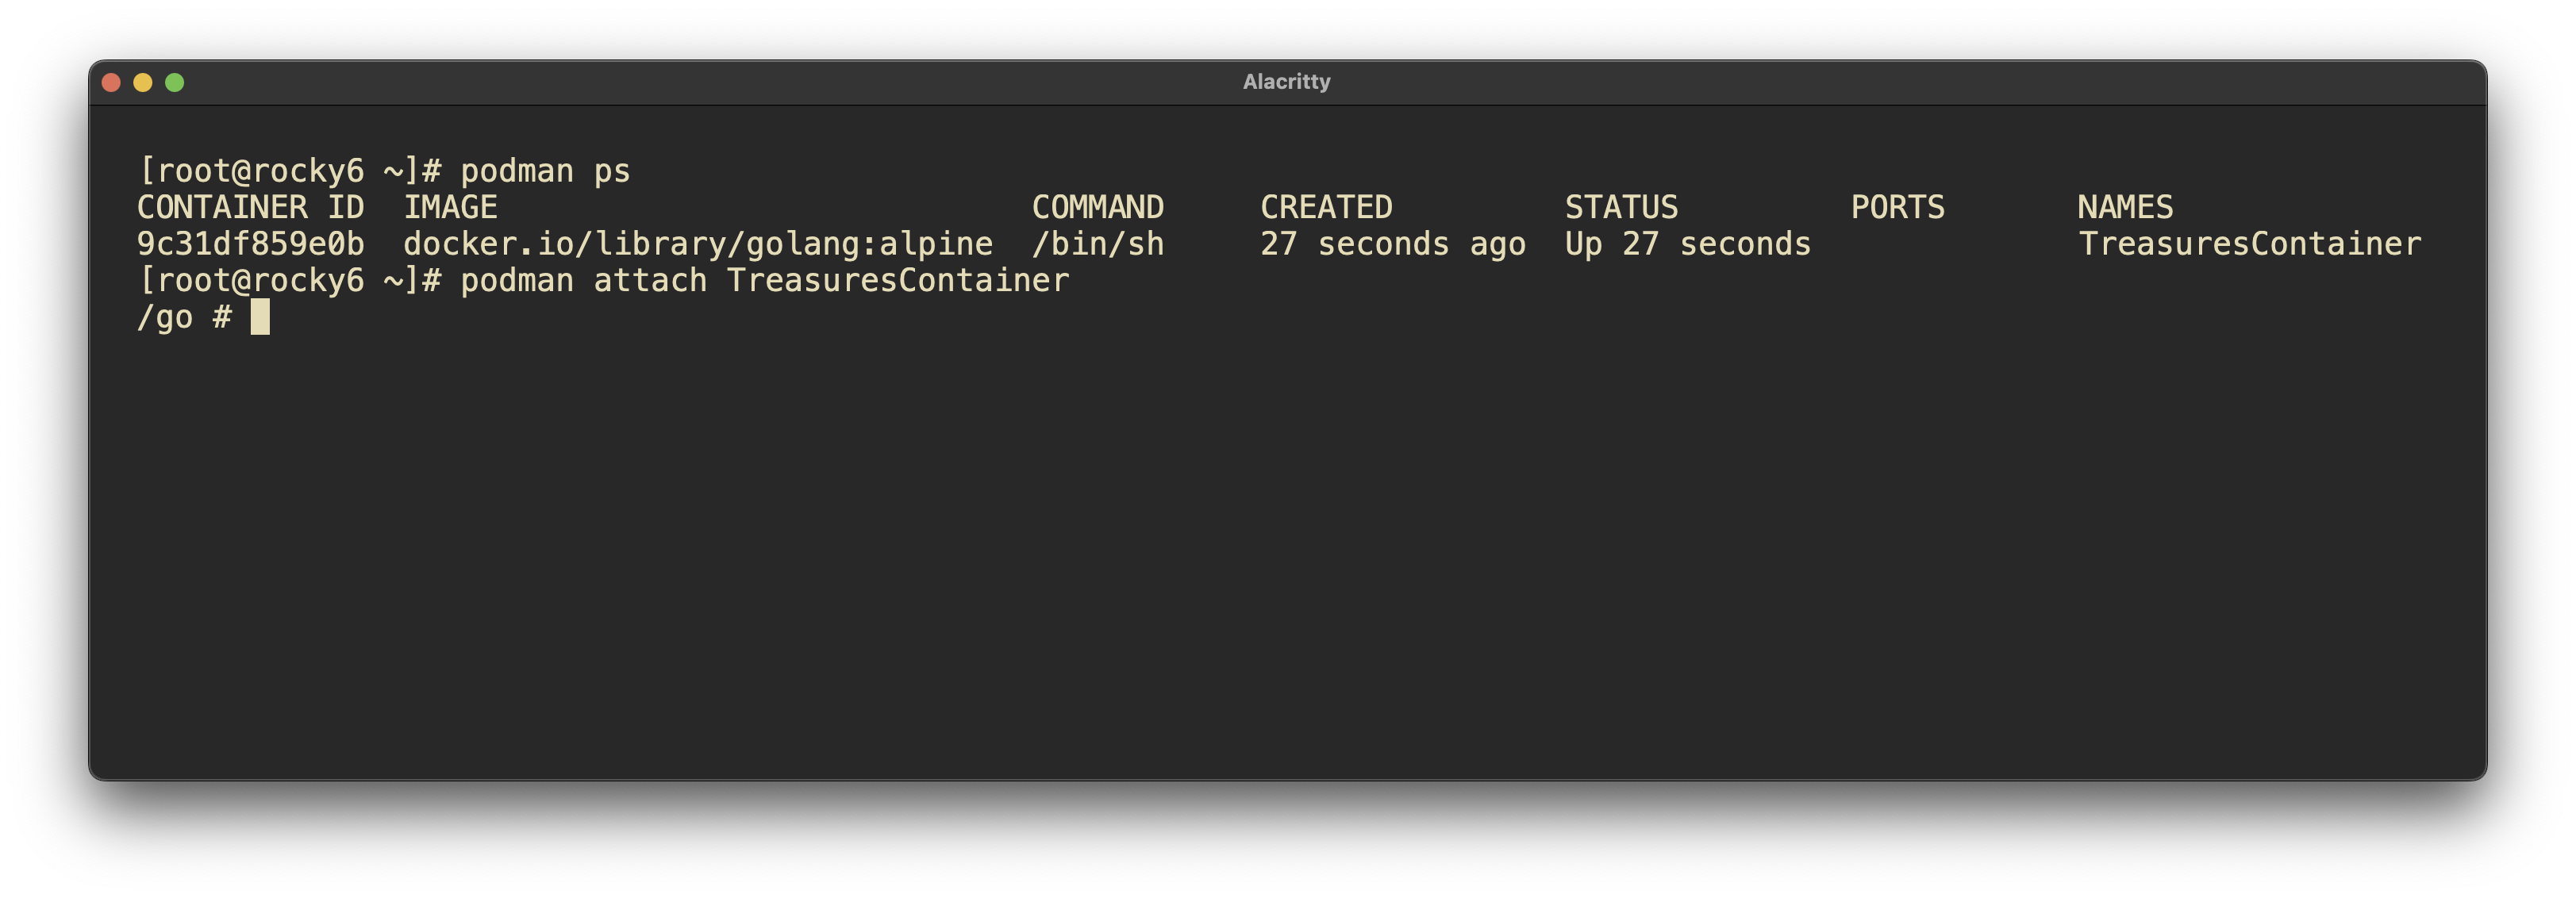 Alacritty
[root@rocky6 ~]# podman ps
CONTAINER ID  IMAGE                            COMMAND     CREATED         STATUS         PORTS       NAMES
9c31df859e0b  docker.io/library/golang:alpine  /bin/sh     27 seconds ago  Up 27 seconds              TreasuresContainer
[root@rocky6 ~]# podman attach TreasuresContainer
/go #